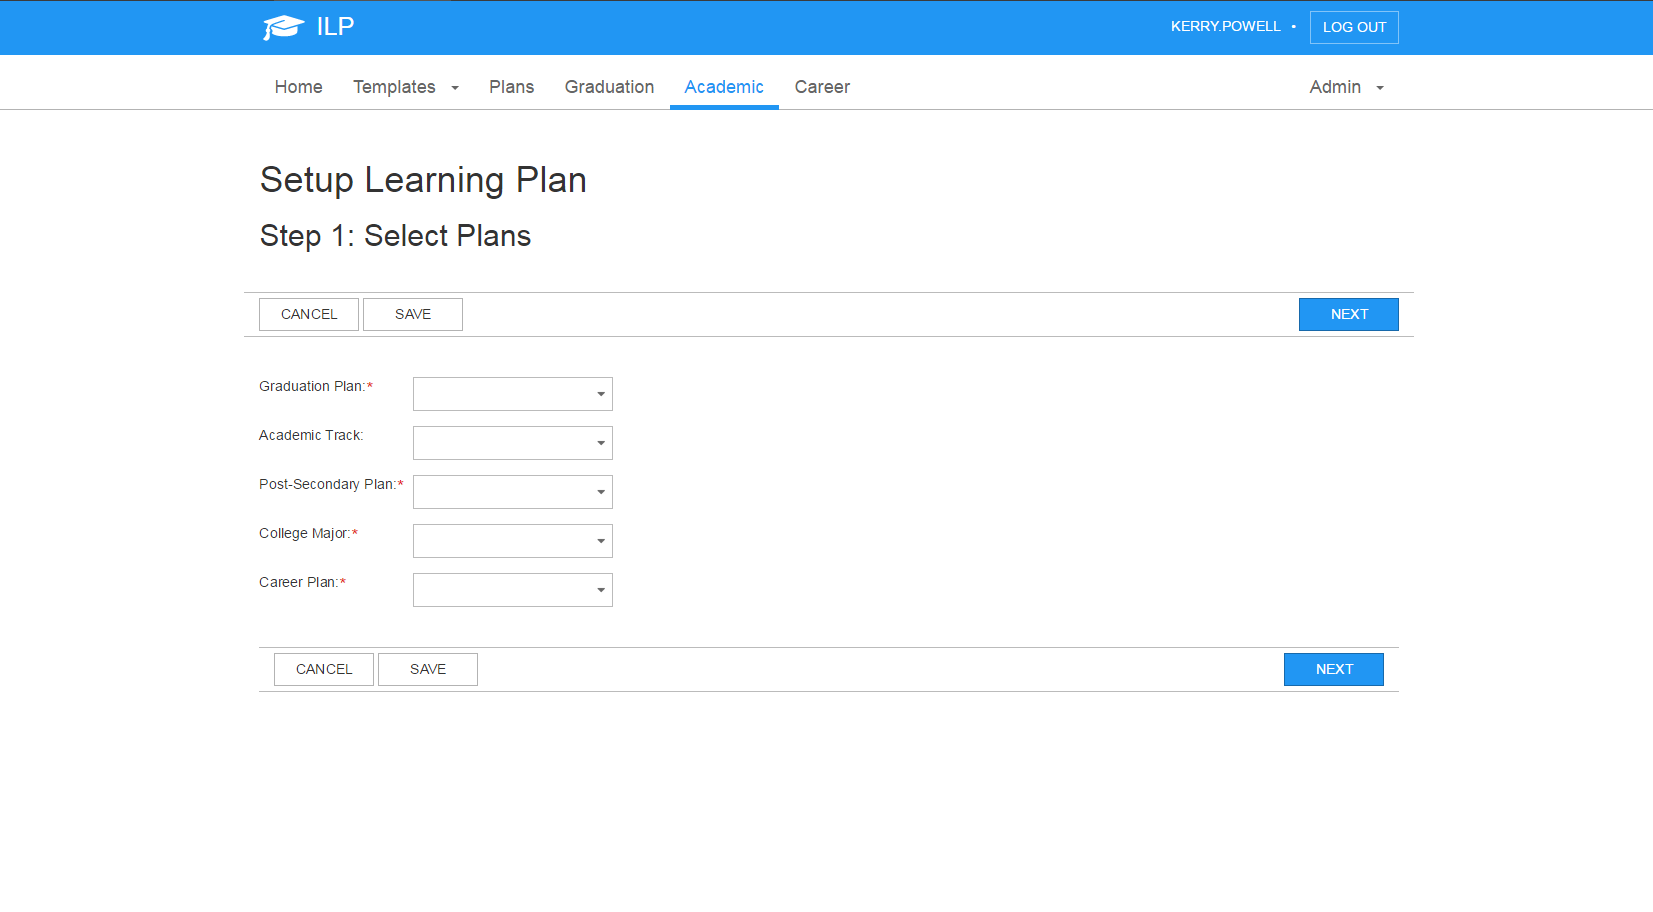 ILP
KERRY.POWELL • LOG OUT
Home Templates Plans Graduation Academic Career Admin
Setup Learning Plan
Step 1: Select Plans
CANCEL SAVE NEXT
Graduation Plan:*
Academic Track:
Post-Secondary Plan:*
College Major:*
Career Plan:*
CANCEL SAVE NEXT